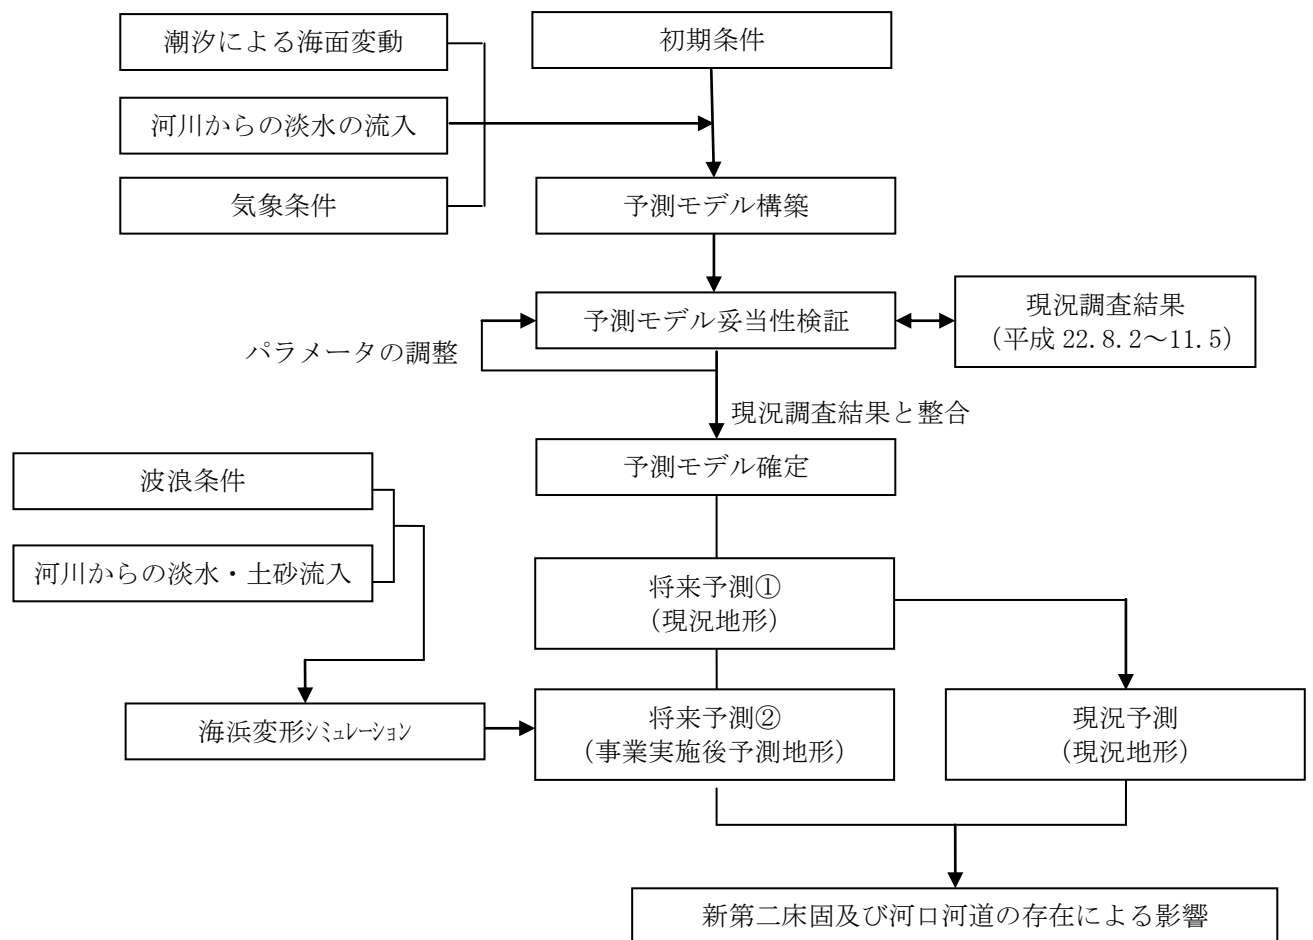 潮汐による海面変動
初期条件
河川からの淡水の流入
気象条件
予測モデル構築
予測モデル妥当性検証
現況調査結果
（平成 22.8.2～11.5）
パラメータの調整
現況調査結果と整合
予測モデル確定
波浪条件
河川からの淡水・土砂流入
将来予測①
（現況地形）
海浜変形ｼﾐｭﾚｰｼｮﾝ
将来予測②
（事業実施後予測地形）
現況予測
（現況地形）
新第二床固及び河口河道の存在による影響